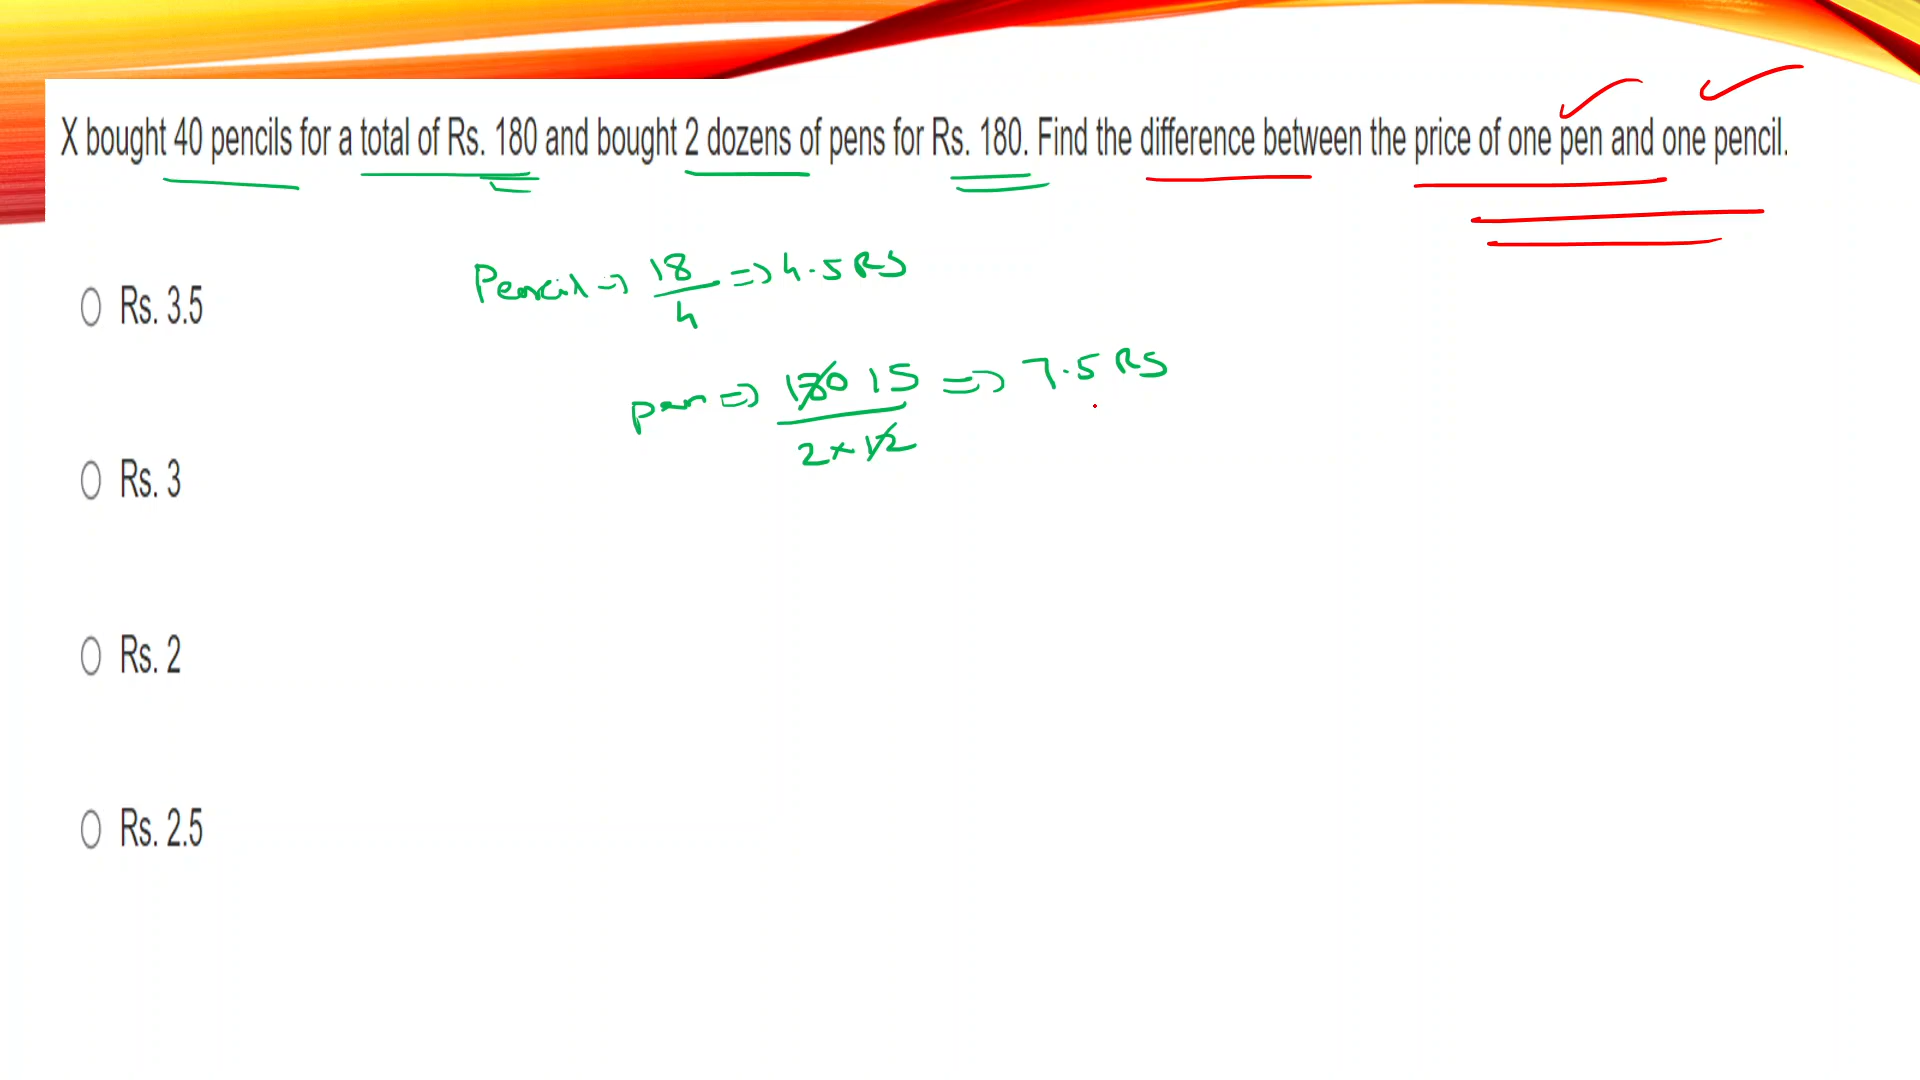 X bought 40 pencils for a total of Rs. 180 and bought 2 dozens of pens for Rs. 180. Find the difference between the price of one pen and one pencil.
Pencil => 18/4 => 4.5 RS
Rs. 3.5
pen => 180 15 / 2 x 12 => 7.5 RS
Rs. 3
Rs. 2
Rs. 2.5